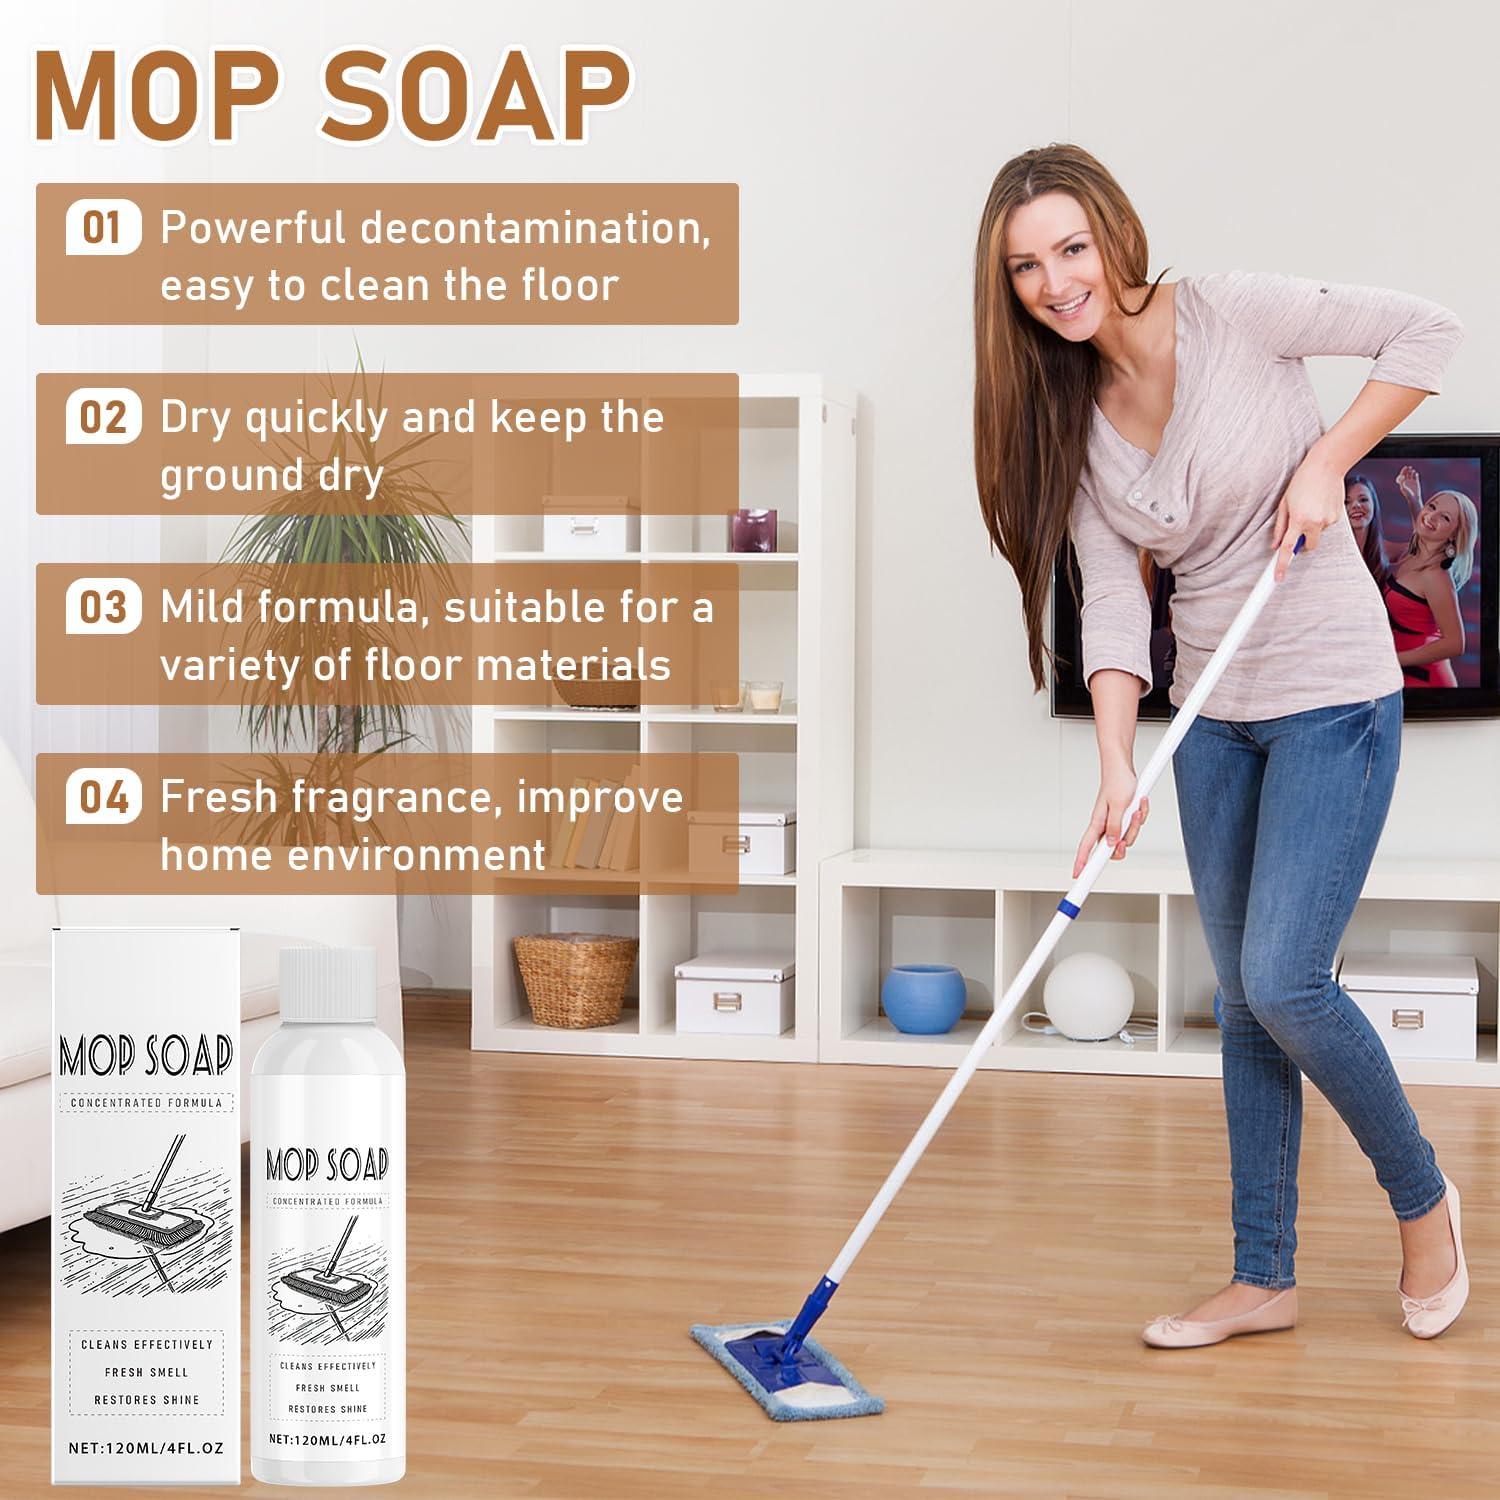 MOP SOAP
01 Powerful decontamination,
easy to clean the floor
02 Dry quickly and keep the
ground dry
03 Mild formula, suitable for a
variety of floor materials
04 Fresh fragrance, improve
home environment
MOP SOAP
CONCENTRATED FORMULA
CLEANS EFFECTIVELY
FRESH SMELL
RESTORES SHINE
NET:120ML/4FL.OZ
MOP SOAP
CONCENTRATED FORMULA
CLEANS EFFECTIVELY
FRESH SMELL
RESTORES SHINE
NET:120ML/4FL.OZ